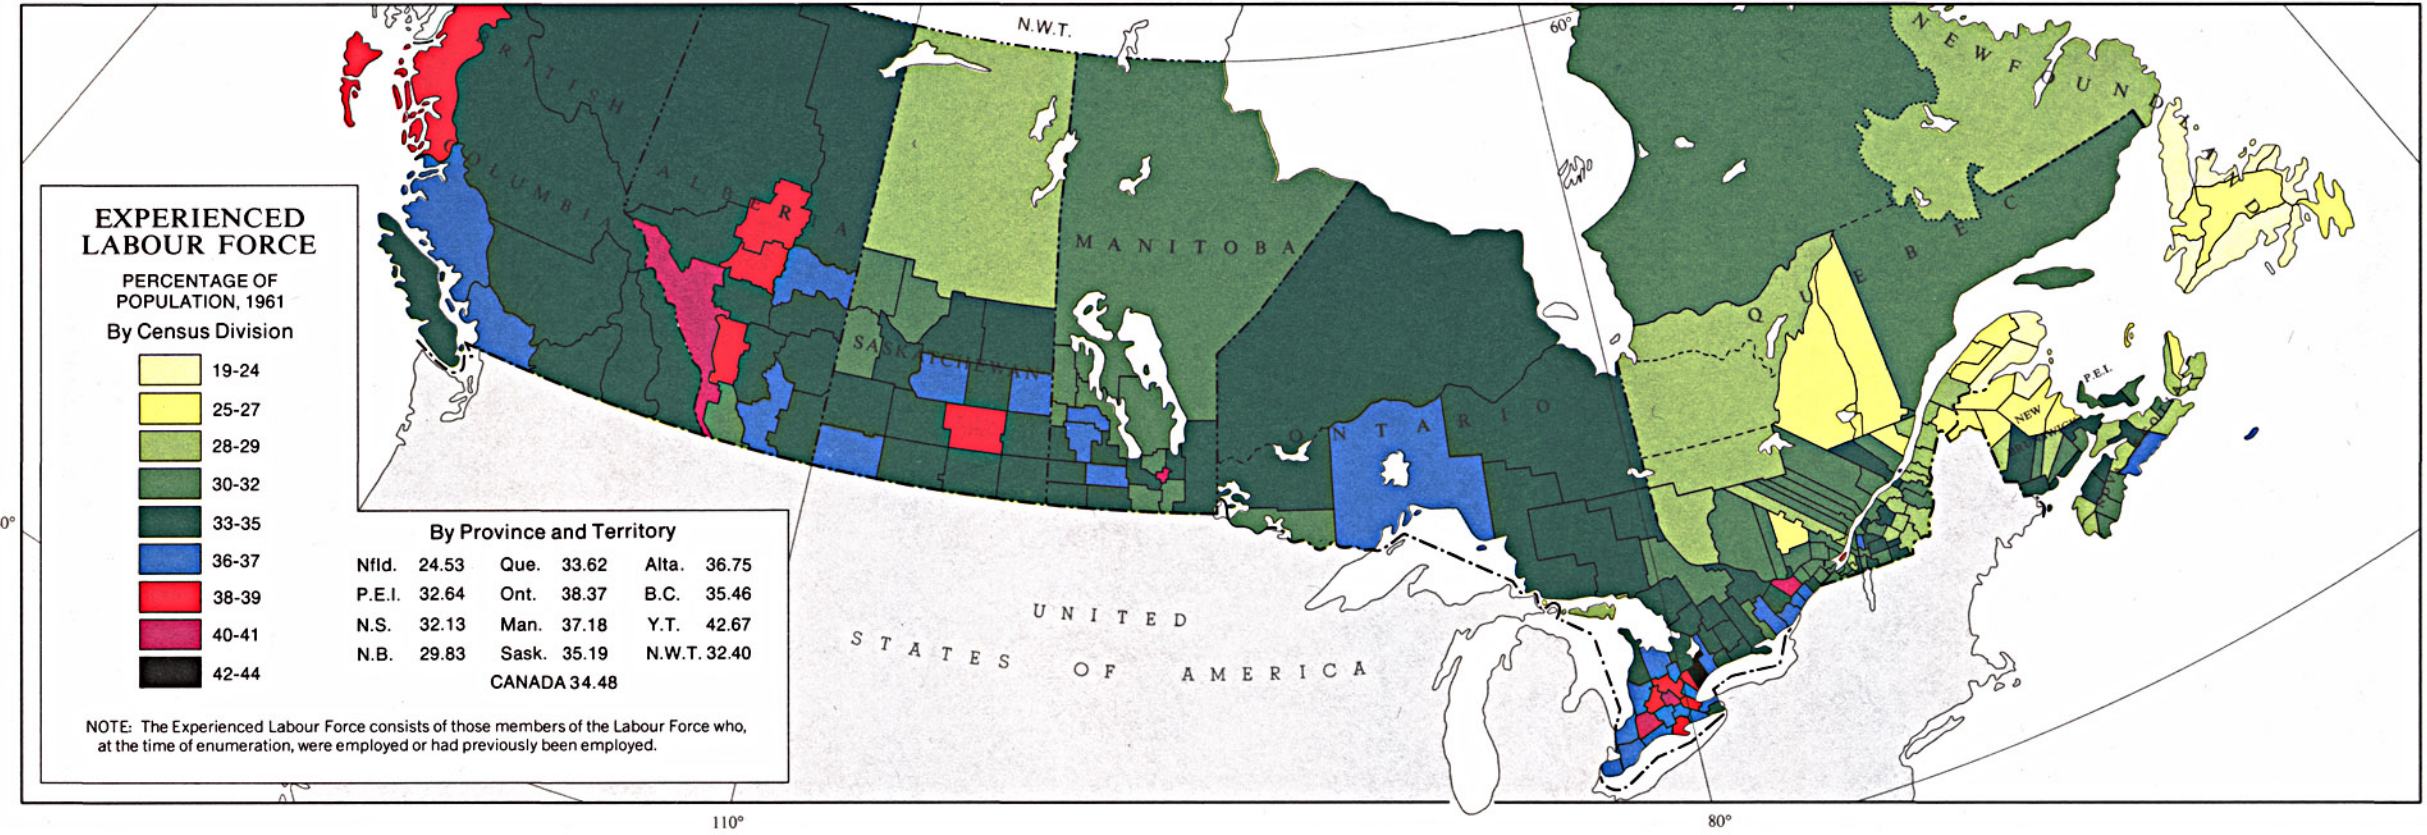 N.W.T.
60°
NEWFOUND
BRITISH
COLUMBIA
ALBERTA
MANITOBA
SASKATCHEWAN
ONTARIO
QUEBEC
P.E.I.
NEW
EXPERIENCED
LABOUR FORCE
PERCENTAGE OF
POPULATION, 1961
By Census Division
19-24
25-27
28-29
30-32
33-35
36-37
38-39
40-41
42-44
0°
By Province and Territory
Nfld. 24.53 Que. 33.62 Alta. 36.75
P.E.I. 32.64 Ont. 38.37 B.C. 35.46
N.S. 32.13 Man. 37.18 Y.T. 42.67
N.B. 29.83 Sask. 35.19 N.W.T. 32.40
CANADA 34.48
NOTE: The Experienced Labour Force consists of those members of the Labour Force who,
at the time of enumeration, were employed or had previously been employed.
UNITED
STATES OF AMERICA
110°
80°